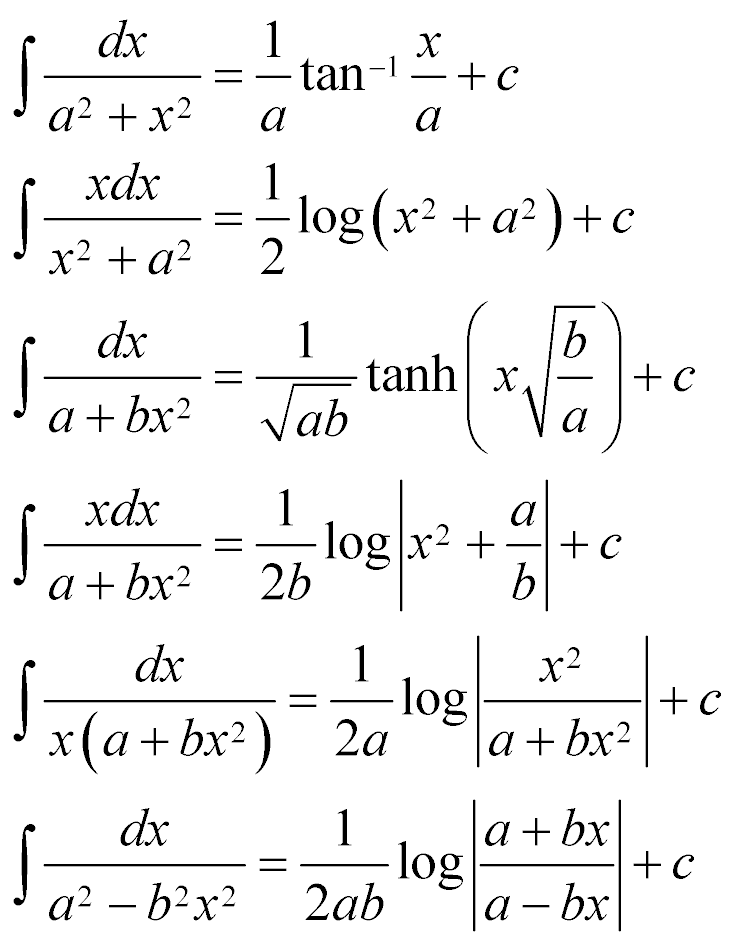 ∫ dx / (a² + x²) = 1/a tan⁻¹ x/a + c
∫ xdx / (x² + a²) = 1/2 log(x² + a²) + c
∫ dx / (a + bx²) = 1/√(ab) tanh(x√(b/a)) + c
∫ xdx / (a + bx²) = 1/(2b) log|x² + a/b| + c
∫ dx / (x(a + bx²)) = 1/(2a) log|x² / (a + bx²)| + c
∫ dx / (a² − b²x²) = 1/(2ab) log|(a + bx) / (a − bx)| + c